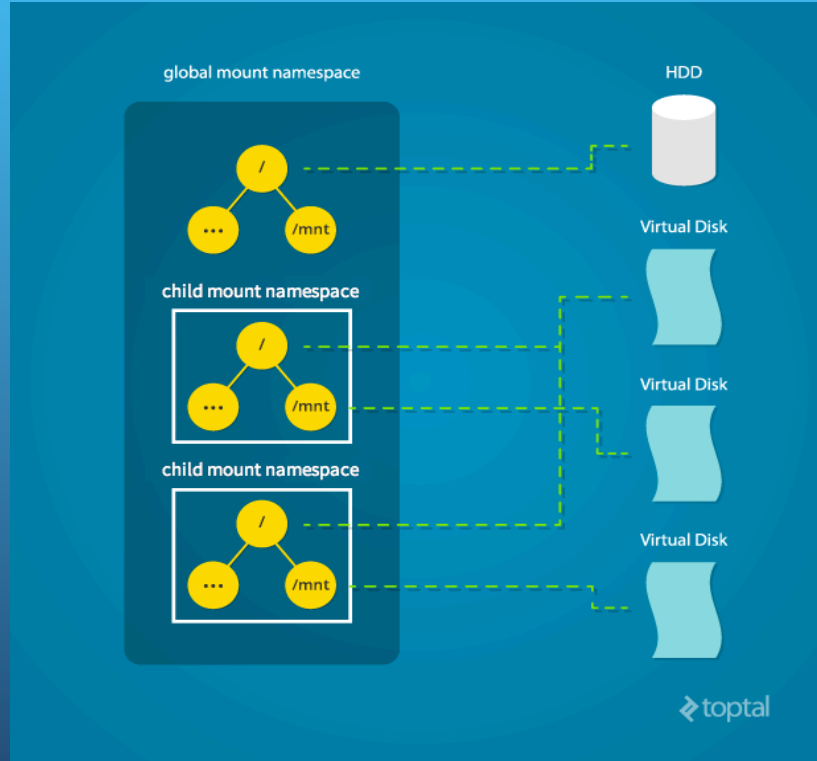 global mount namespace
HDD
/
... /mnt
Virtual Disk
child mount namespace
/
... /mnt
Virtual Disk
child mount namespace
/
... /mnt
Virtual Disk
toptal